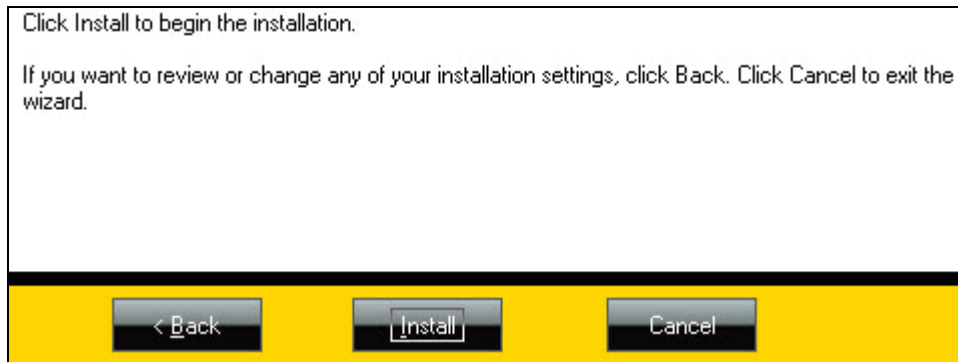 Click Install to begin the installation.
If you want to review or change any of your installation settings, click Back. Click Cancel to exit the
wizard.
< Back
Install
Cancel